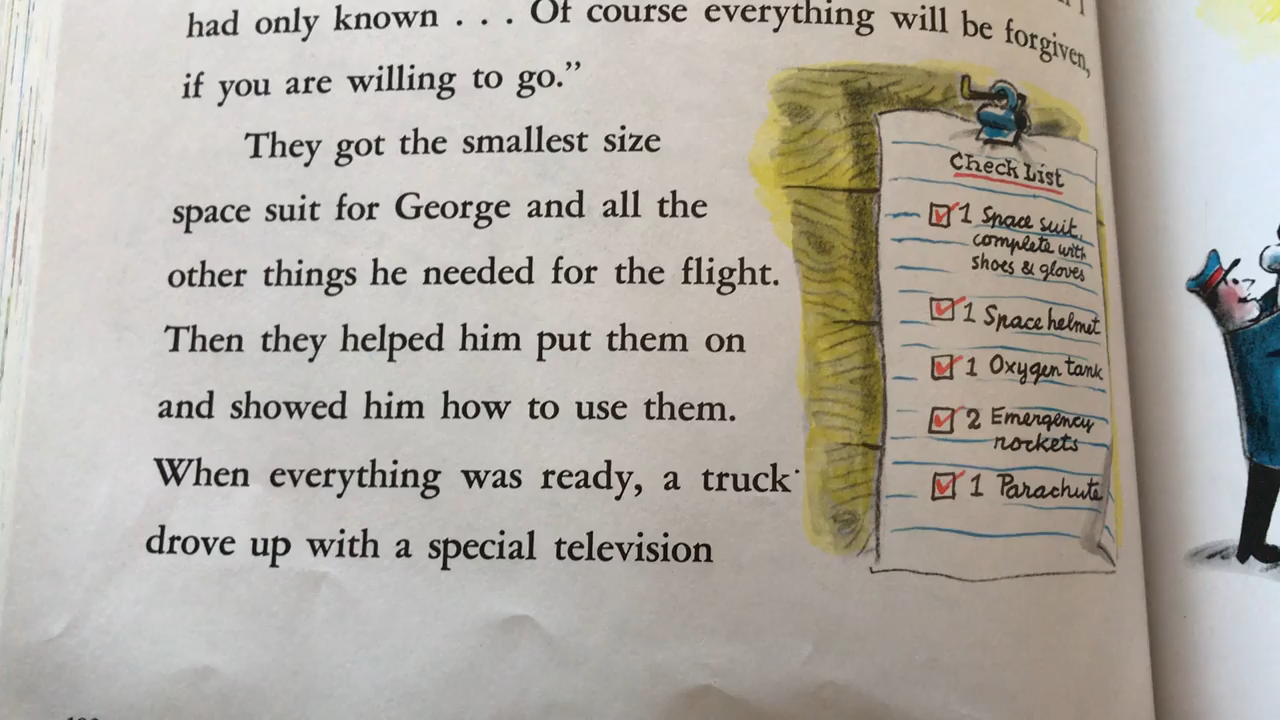 had only known . . . Of course everything will be forgiven,
if you are willing to go.”
They got the smallest size
space suit for George and all the
other things he needed for the flight.
Then they helped him put them on
and showed him how to use them.
When everything was ready, a truck
drove up with a special television
Check List
1 Space suit,
complete with
shoes & gloves
1 Space helmet
1 Oxygen tank
2 Emergency
rockets
1 Parachute